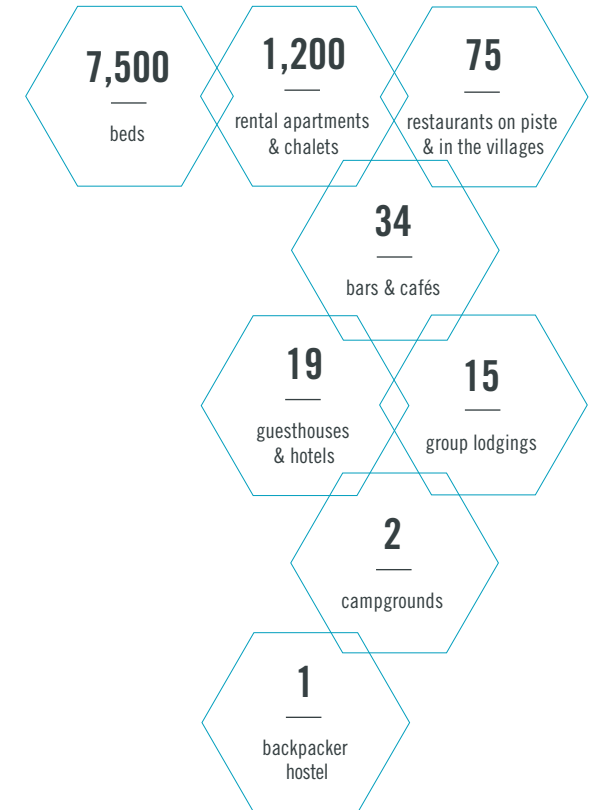 7,500
beds
1,200
rental apartments
& chalets
75
restaurants on piste
& in the villages
34
bars & cafés
19
guesthouses
& hotels
15
group lodgings
2
campgrounds
1
backpacker
hostel